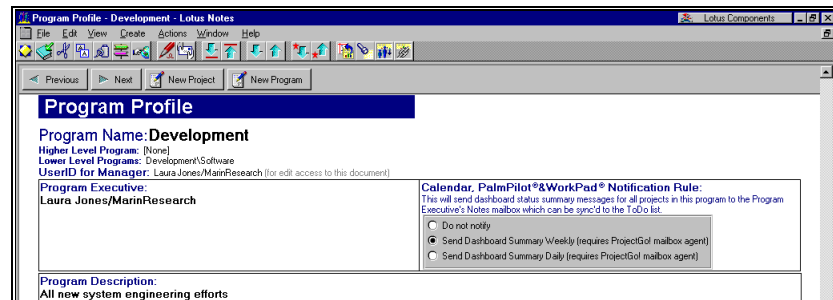 Program Profile - Development - Lotus Notes
Lotus Components
File Edit View Create Actions Window Help
Previous Next New Project New Program
Program Profile
Program Name: Development
Higher Level Program: [None]
Lower Level Programs: Development\Software
UserID for Manager: Laura Jones/MarinResearch (for edit access to this document)
Program Executive:
Laura Jones/MarinResearch
Calendar, PalmPilot®&WorkPad® Notification Rule:
This will send dashboard status summary messages for all projects in this program to the Program
Executive's Notes mailbox which can be sync'd to the ToDo list.
Do not notify
Send Dashboard Summary Weekly (requires ProjectGo! mailbox agent)
Send Dashboard Summary Daily (requires ProjectGo! mailbox agent)
Program Description:
All new system engineering efforts